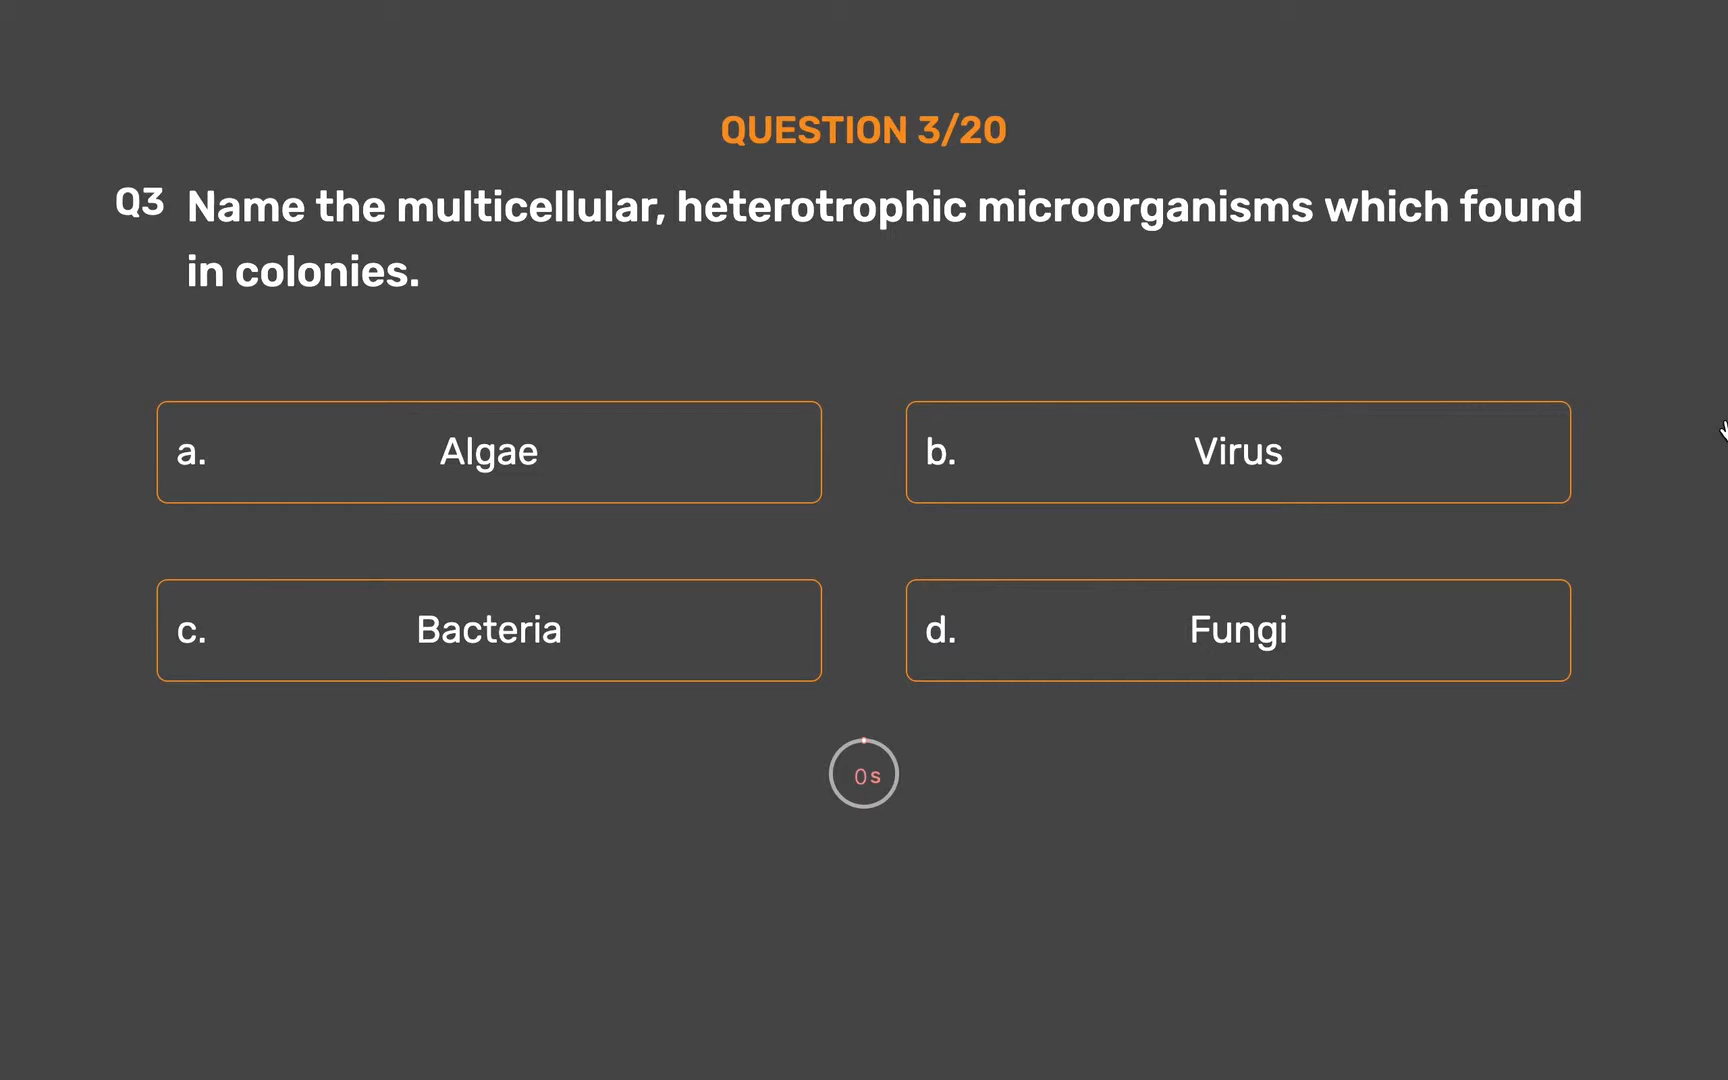 QUESTION 3/20
Q3 Name the multicellular, heterotrophic microorganisms which found
in colonies.
a. Algae
b. Virus
c. Bacteria
d. Fungi
0s